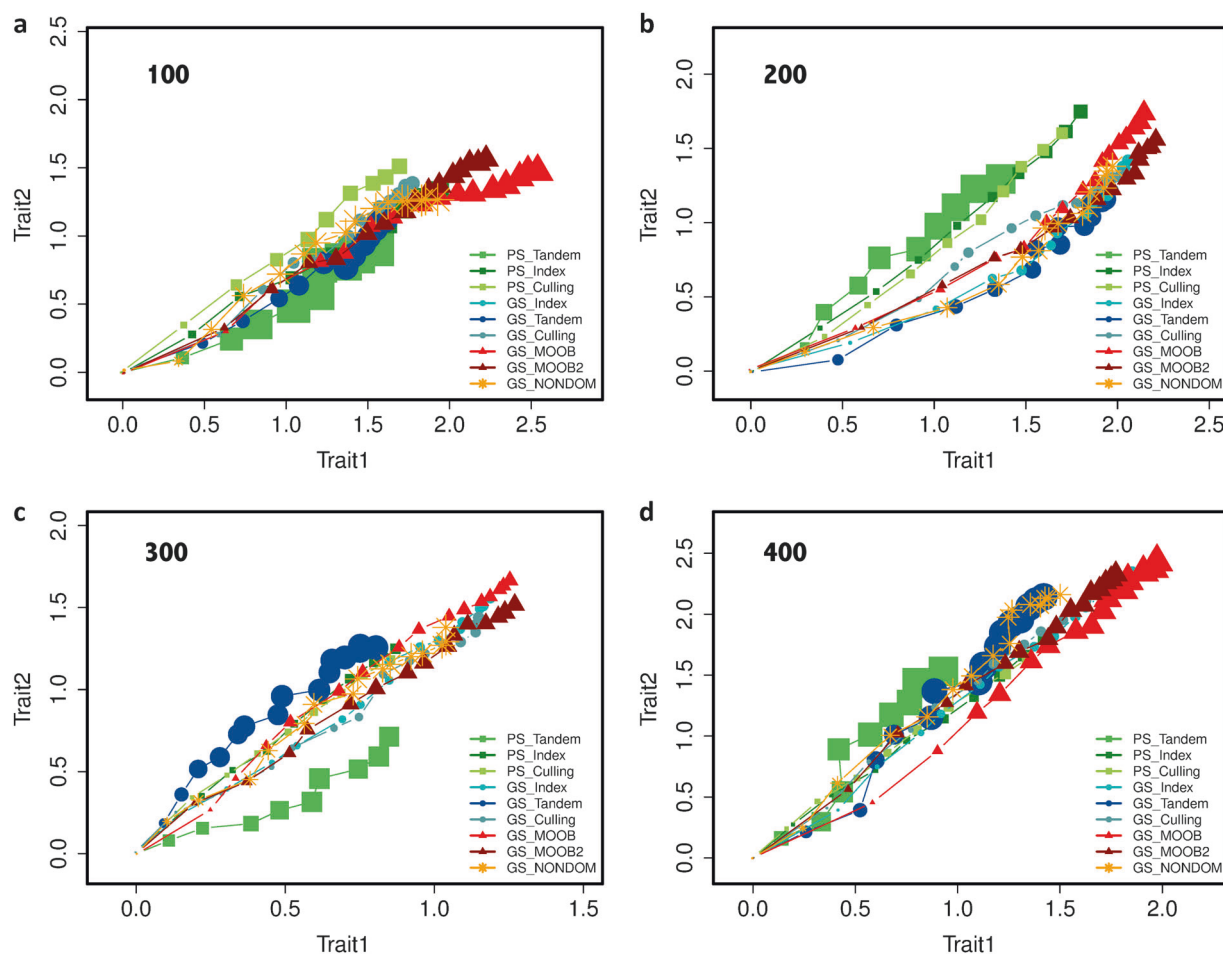 a
100
2.5
2.0
1.5
1.0
0.5
0.0
Trait2
0.0 0.5 1.0 1.5 2.0 2.5
Trait1
PS_Tandem
PS_Index
PS_Culling
GS_Index
GS_Tandem
GS_Culling
GS_MOOB
GS_MOOB2
GS_NONDOM
b
200
2.0
1.5
1.0
0.5
0.0
Trait2
0.0 0.5 1.0 1.5 2.0 2.5
Trait1
PS_Tandem
PS_Index
PS_Culling
GS_Index
GS_Tandem
GS_Culling
GS_MOOB
GS_MOOB2
GS_NONDOM
c
300
2.0
1.5
1.0
0.5
0.0
Trait2
0.0 0.5 1.0 1.5
Trait1
PS_Tandem
PS_Index
PS_Culling
GS_Index
GS_Tandem
GS_Culling
GS_MOOB
GS_MOOB2
GS_NONDOM
d
400
2.5
2.0
1.5
1.0
0.5
0.0
Trait2
0.0 0.5 1.0 1.5 2.0
Trait1
PS_Tandem
PS_Index
PS_Culling
GS_Index
GS_Tandem
GS_Culling
GS_MOOB
GS_MOOB2
GS_NONDOM